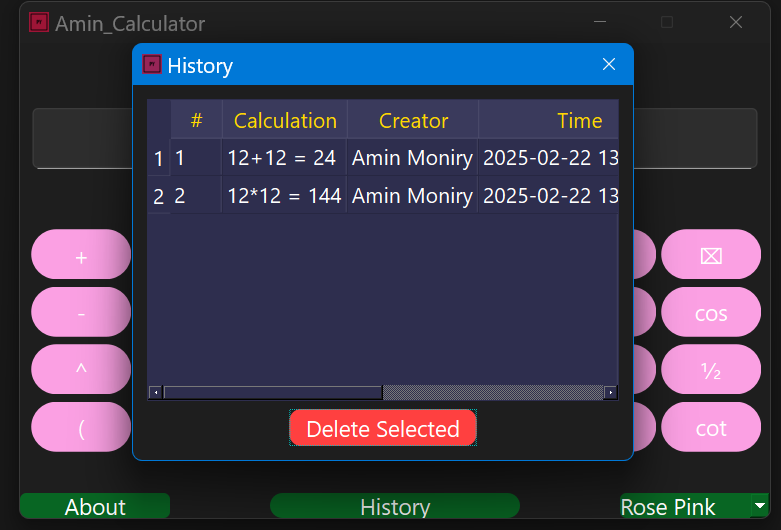 Amin_Calculator
History
# Calculation Creator Time
1 1 12+12 = 24 Amin Moniry 2025-02-22 13
2 2 12*12 = 144 Amin Moniry 2025-02-22 13
Delete Selected
+
- cos
^ ½
( cot
About History Rose Pink